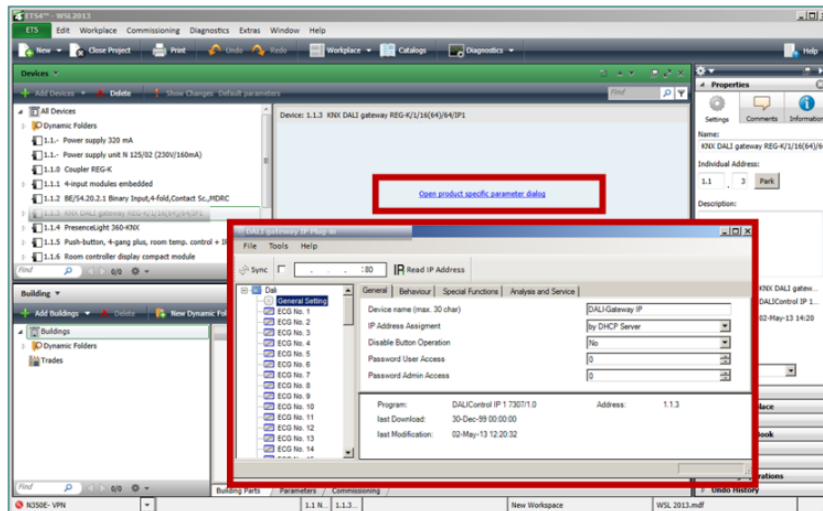 ETS4™ - WSL2013
ETS Edit Workplace Commissioning Diagnostics Extras Window Help
New Close Project Print Undo Redo Workplace Catalogs Diagnostics Help
Devices
Add Devices Delete Show Changes Default parameters Find
All Devices
Dynamic Folders
1.1.- Power supply 320 mA
1.1.- Power supply unit N 125/02 (230V/160mA)
1.1.0 Coupler REG-K
1.1.1 4-input modules embedded
1.1.2 BE/S4.20.2.1 Binary Input,4-fold,Contact Sc.,MDRC
1.1.3 KNX DALI gateway REG-K/1/16(64)/64/IP1
1.1.4 PresenceLight 360-KNX
1.1.5 Push-button, 4-gang plus, room temp. control + I
1.1.6 Room controller display compact module
Find 0/0
Device: 1.1.3 KNX DALI gateway REG-K/1/16(64)/64/IP1
Open product specific parameter dialog
Properties
Settings Comments Information
Name:
KNX DALI gateway REG-K/1/16(64)/6
Individual Address:
1.1 . 3 Park
Description:
KNX DALI gatew...
DALIControl IP 1...
02-May-13 14:20
Building
Add Buildings Delete New Dynamic Fol
Buildings
Dynamic Folders
Trades
Find 0/0
DALI gateway IP Plug-in
File Tools Help
Sync . . . :80 Read IP Address
Dali
General Setting
ECG No. 1
ECG No. 2
ECG No. 3
ECG No. 4
ECG No. 5
ECG No. 6
ECG No. 7
ECG No. 8
ECG No. 9
ECG No. 10
ECG No. 11
ECG No. 12
ECG No. 13
ECG No. 14
General Behaviour Special Functions Analysis and Service
Device name (max. 30 char) DALI-Gateway IP
IP Address Assigment by DHCP Server
Disable Button Operation No
Password User Access 0
Password Admin Access 0
Program: DALIControl IP 1 7307/1.0 Address: 1.1.3
last Download: 30-Dec-99 00:00:00
last Modification: 02-May-13 12:20:32
lace
ook
erations
Undo History
Building Parts Parameters Commissioning
N350E- VPN 1.1 N... 1.1.3... New Workspace WSL 2013.mdf